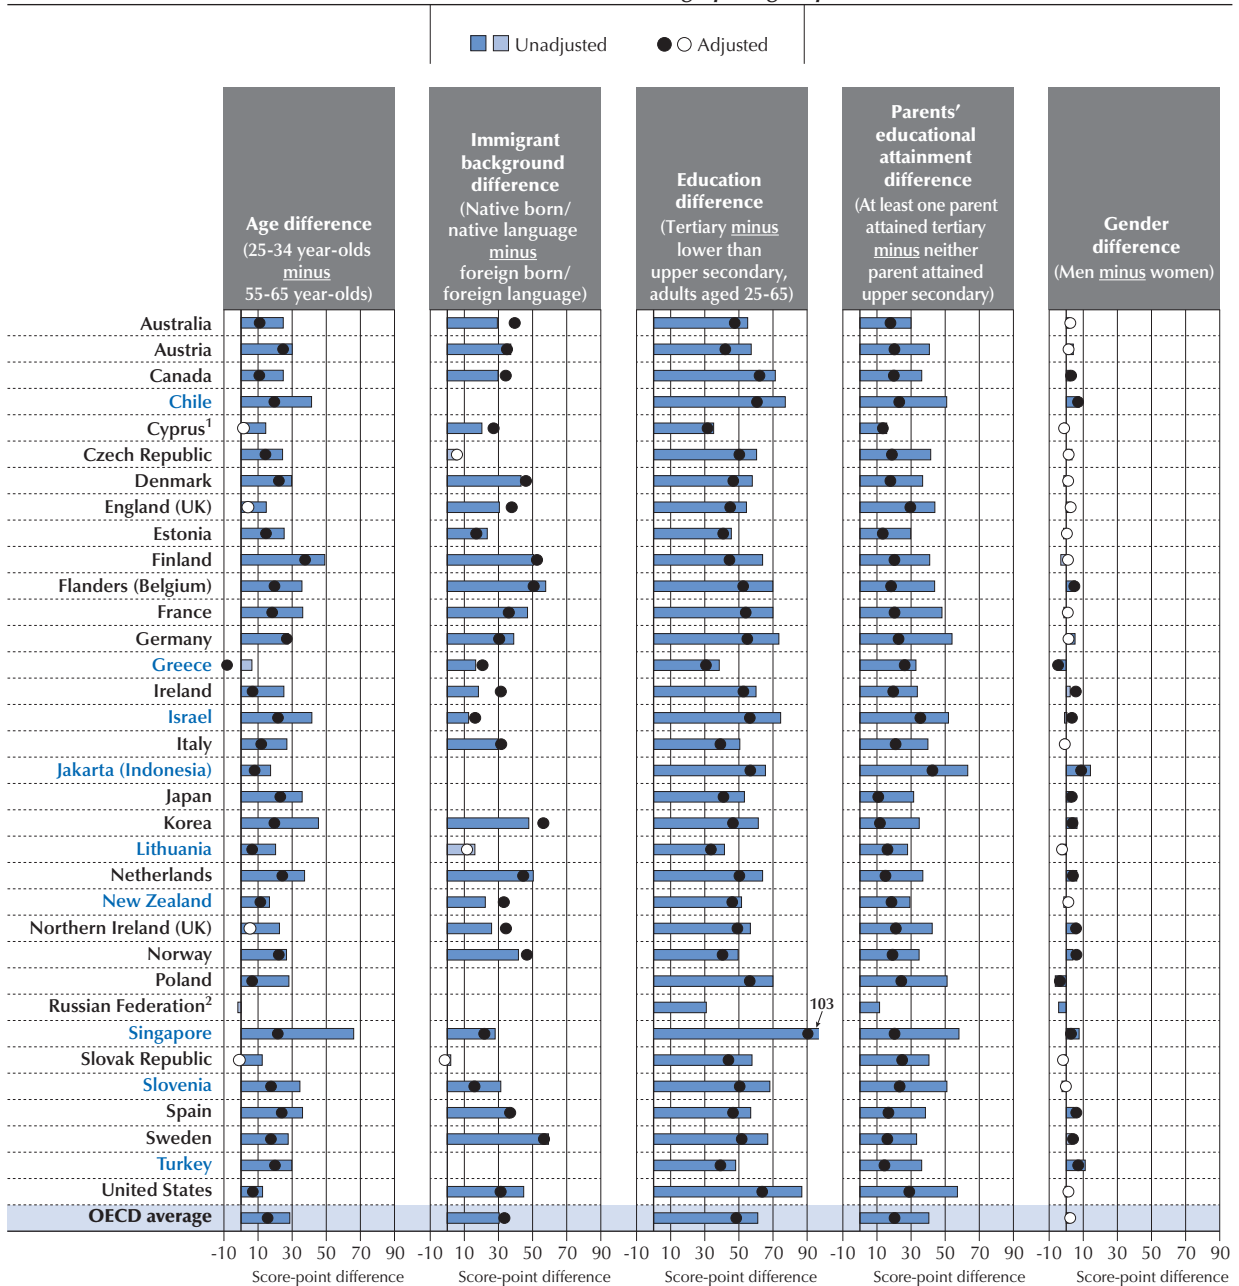 Unadjusted
Adjusted
Age difference
(25-34 year-olds
minus
55-65 year-olds)
Immigrant
background
difference
(Native born/
native language
minus
foreign born/
foreign language)
Education
difference
(Tertiary minus
lower than
upper secondary,
adults aged 25-65)
Parents'
educational
attainment
difference
(At least one parent
attained tertiary
minus neither
parent attained
upper secondary)
Gender
difference
(Men minus women)
Australia
Austria
Canada
Chile
Cyprus1
Czech Republic
Denmark
England (UK)
Estonia
Finland
Flanders (Belgium)
France
Germany
Greece
Ireland
Israel
Italy
Jakarta (Indonesia)
Japan
Korea
Lithuania
Netherlands
New Zealand
Northern Ireland (UK)
Norway
Poland
Russian Federation2
103
Singapore
Slovak Republic
Slovenia
Spain
Sweden
Turkey
United States
OECD average
-10 10 30 50 70 90 -10 10 30 50 70 90 -10 10 30 50 70 90 -10 10 30 50 70 90 -10 10 30 50 70 90
Score-point difference Score-point difference Score-point difference Score-point difference Score-point difference